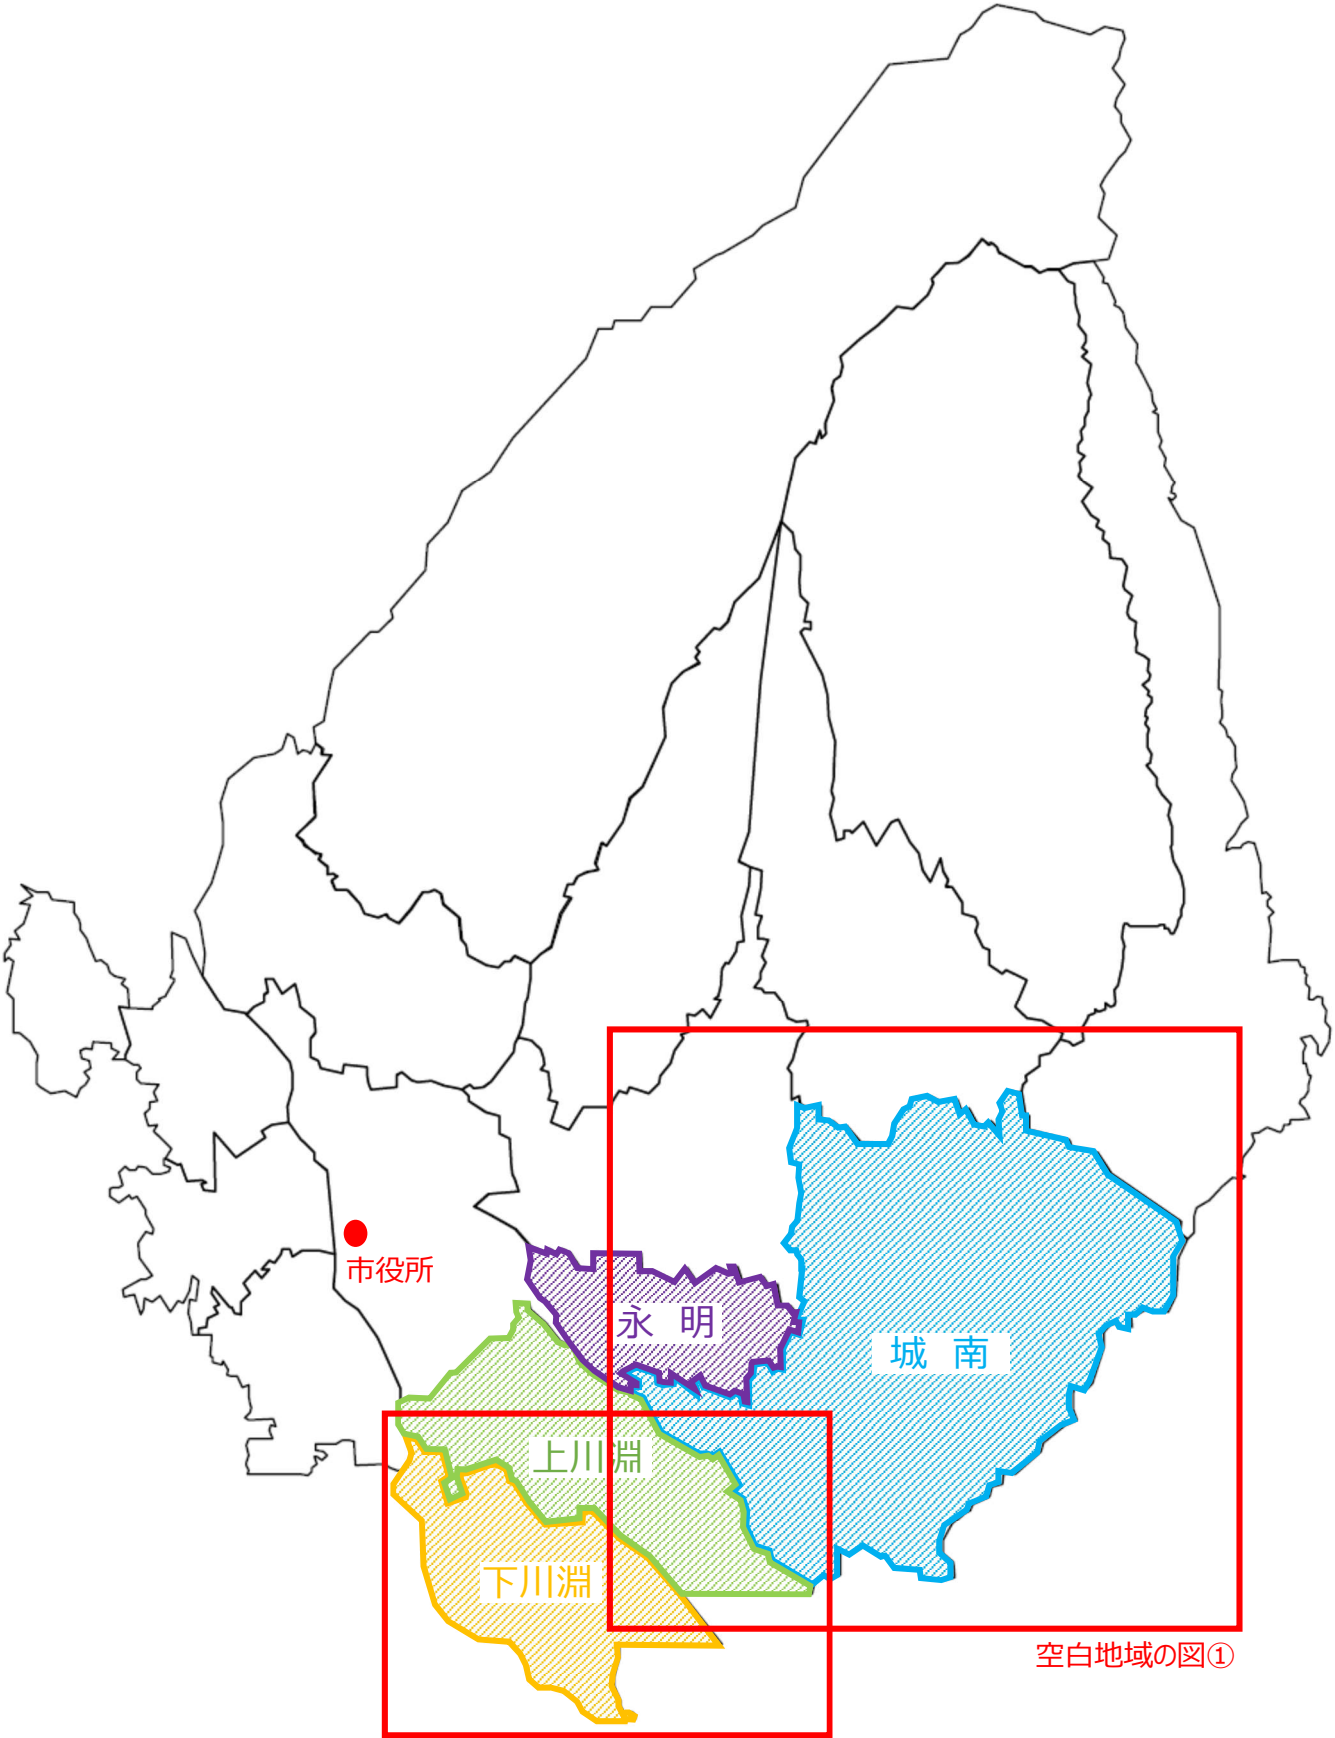 市役所
永 明
城 南
上川淵
下川淵
空白地域の図①